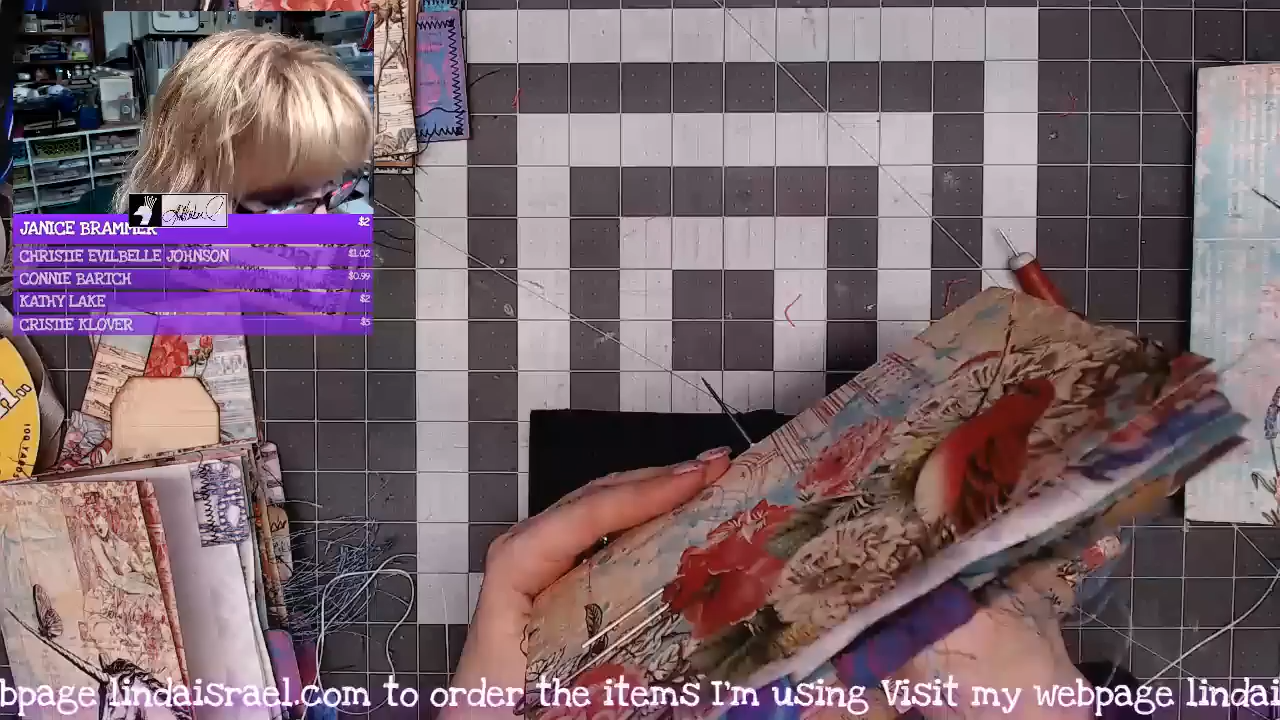 JANICE BRAMMER $2
CHRISTIE EVILBELLE JOHNSON $1.02
CONNIE BARTCH $0.99
KATHY LAKE $2
CRISTIE KLOVER $5
bpage lindaisrael.com to order the items I'm using Visit my webpage lindai